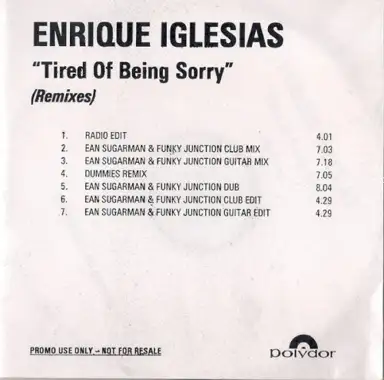 ENRIQUE IGLESIAS
"Tired Of Being Sorry"
(Remixes)
1. RADIO EDIT 4.01
2. EAN SUGARMAN & FUNKY JUNCTION CLUB MIX 7.03
3. EAN SUGARMAN & FUNKY JUNCTION GUITAR MIX 7.18
4. DUMMIES REMIX 7.05
5. EAN SUGARMAN & FUNKY JUNCTION DUB 8.04
6. EAN SUGARMAN & FUNKY JUNCTION CLUB EDIT 4.29
7. EAN SUGARMAN & FUNKY JUNCTION GUITAR EDIT 4.29
PROMO USE ONLY – NOT FOR RESALE
polydor